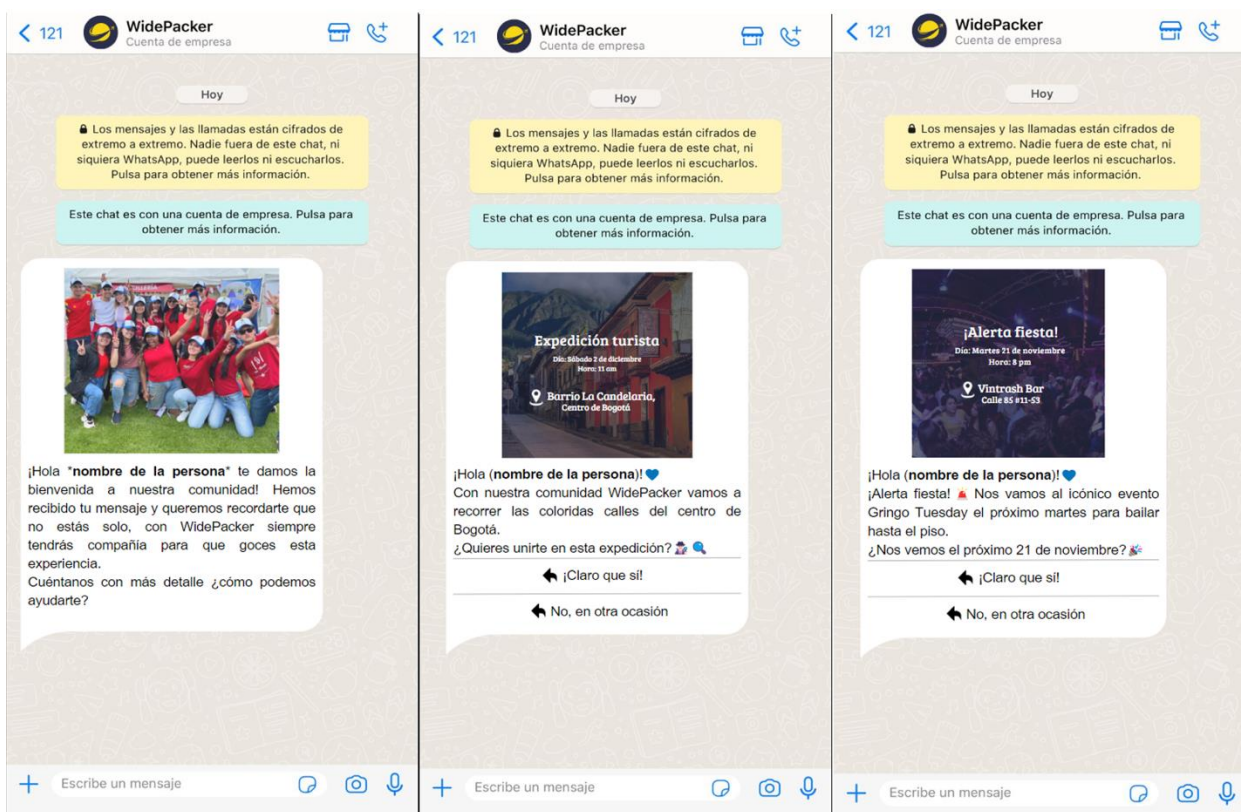 121
WidePacker
Cuenta de empresa
Hoy
Los mensajes y las llamadas están cifrados de
extremo a extremo. Nadie fuera de este chat, ni
siquiera WhatsApp, puede leerlos ni escucharlos.
Pulsa para obtener más información.
Este chat es con una cuenta de empresa. Pulsa para
obtener más información.
¡Hola *nombre de la persona* te damos la
bienvenida a nuestra comunidad! Hemos
recibido tu mensaje y queremos recordarte que
no estás solo, con WidePacker siempre
tendrás compañía para que goces esta
experiencia.
Cuéntanos con más detalle ¿cómo podemos
ayudarte?
Escribe un mensaje
121
WidePacker
Cuenta de empresa
Hoy
Los mensajes y las llamadas están cifrados de
extremo a extremo. Nadie fuera de este chat, ni
siquiera WhatsApp, puede leerlos ni escucharlos.
Pulsa para obtener más información.
Este chat es con una cuenta de empresa. Pulsa para
obtener más información.
Expedición turista
Día: Sábado 2 de diciembre
Hora: 11 am
Barrio La Candelaria,
Centro de Bogotá
¡Hola (nombre de la persona)! 💙
Con nuestra comunidad WidePacker vamos a
recorrer las coloridas calles del centro de
Bogotá.
¿Quieres unirte en esta expedición? 🕵️ 🔍
¡Claro que sí!
No, en otra ocasión
Escribe un mensaje
121
WidePacker
Cuenta de empresa
Hoy
Los mensajes y las llamadas están cifrados de
extremo a extremo. Nadie fuera de este chat, ni
siquiera WhatsApp, puede leerlos ni escucharlos.
Pulsa para obtener más información.
Este chat es con una cuenta de empresa. Pulsa para
obtener más información.
¡Alerta fiesta!
Día: Martes 21 de noviembre
Hora: 8 pm
Vintrash Bar
Calle 85 #11-53
¡Hola (nombre de la persona)! 💙
¡Alerta fiesta! 🚨 Nos vamos al icónico evento
Gringo Tuesday el próximo martes para bailar
hasta el piso.
¿Nos vemos el próximo 21 de noviembre? 🎉
¡Claro que sí!
No, en otra ocasión
Escribe un mensaje